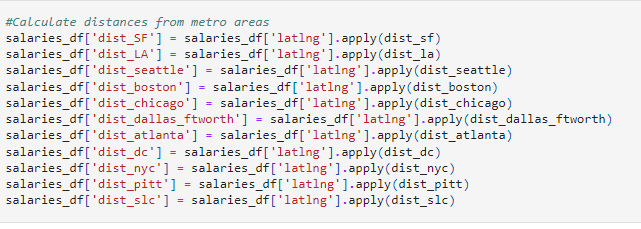 #Calculate distances from metro areas
salaries_df['dist_SF'] = salaries_df['latlng'].apply(dist_sf)
salaries_df['dist_LA'] = salaries_df['latlng'].apply(dist_la)
salaries_df['dist_seattle'] = salaries_df['latlng'].apply(dist_seattle)
salaries_df['dist_boston'] = salaries_df['latlng'].apply(dist_boston)
salaries_df['dist_chicago'] = salaries_df['latlng'].apply(dist_chicago)
salaries_df['dist_dallas_ftworth'] = salaries_df['latlng'].apply(dist_dallas_ftworth)
salaries_df['dist_atlanta'] = salaries_df['latlng'].apply(dist_atlanta)
salaries_df['dist_dc'] = salaries_df['latlng'].apply(dist_dc)
salaries_df['dist_nyc'] = salaries_df['latlng'].apply(dist_nyc)
salaries_df['dist_pitt'] = salaries_df['latlng'].apply(dist_pitt)
salaries_df['dist_slc'] = salaries_df['latlng'].apply(dist_slc)